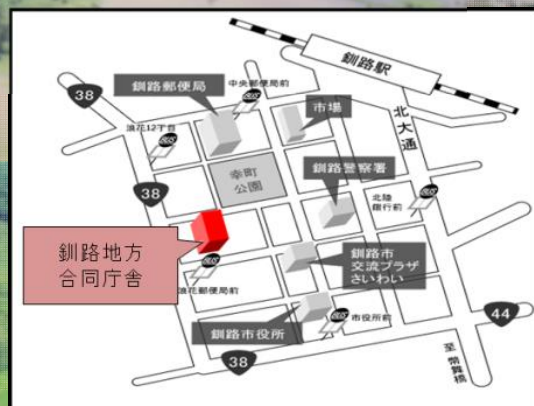 釧路駅
38
釧路郵便局
中央郵便局前
市場
北大通
浪花12丁目
幸町
公園
釧路警察署
38
北陸
銀行前
釧路地方
合同庁舎
浪花郵便局前
釧路市
交流プラザ
さいわい
市役所前
44
釧路市役所
38
至幣舞橋